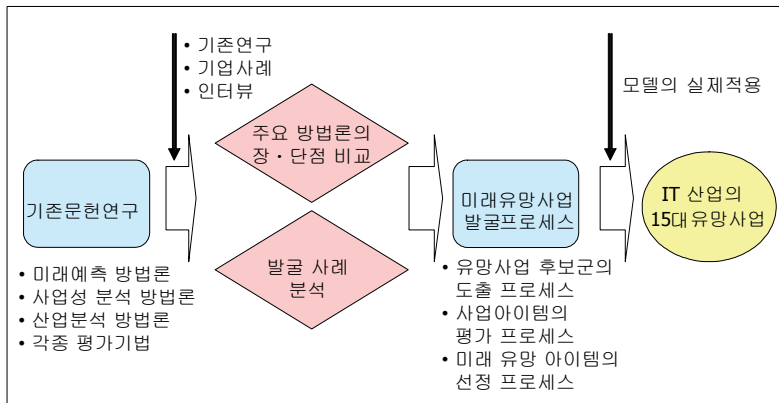 • 기존연구
• 기업사례
• 인터뷰
모델의 실제적용
기존문헌연구
• 미래예측 방법론
• 사업성 분석 방법론
• 산업분석 방법론
• 각종 평가기법
주요 방법론의
장・단점 비교
발굴 사례
분석
미래유망사업
발굴프로세스
• 유망사업 후보군의
도출 프로세스
• 사업아이템의
평가 프로세스
• 미래 유망 아이템의
선정 프로세스
IT 산업의
15대유망사업